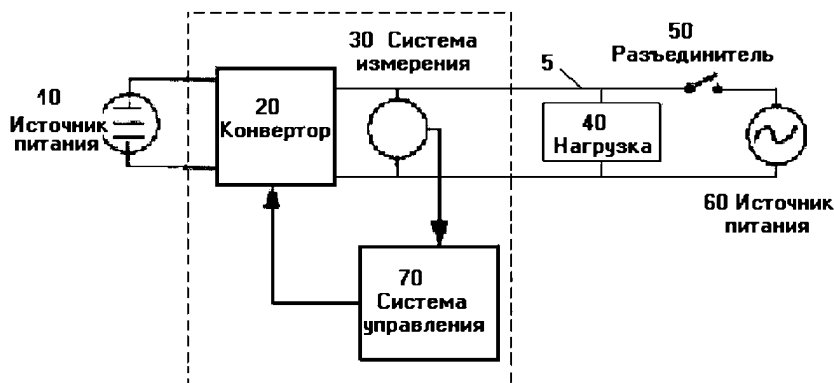 10
Источник
питания
20
Конвертор
30 Система
измерения
5
50
Разъединитель
40
Нагрузка
60 Источник
питания
70
Система
управления